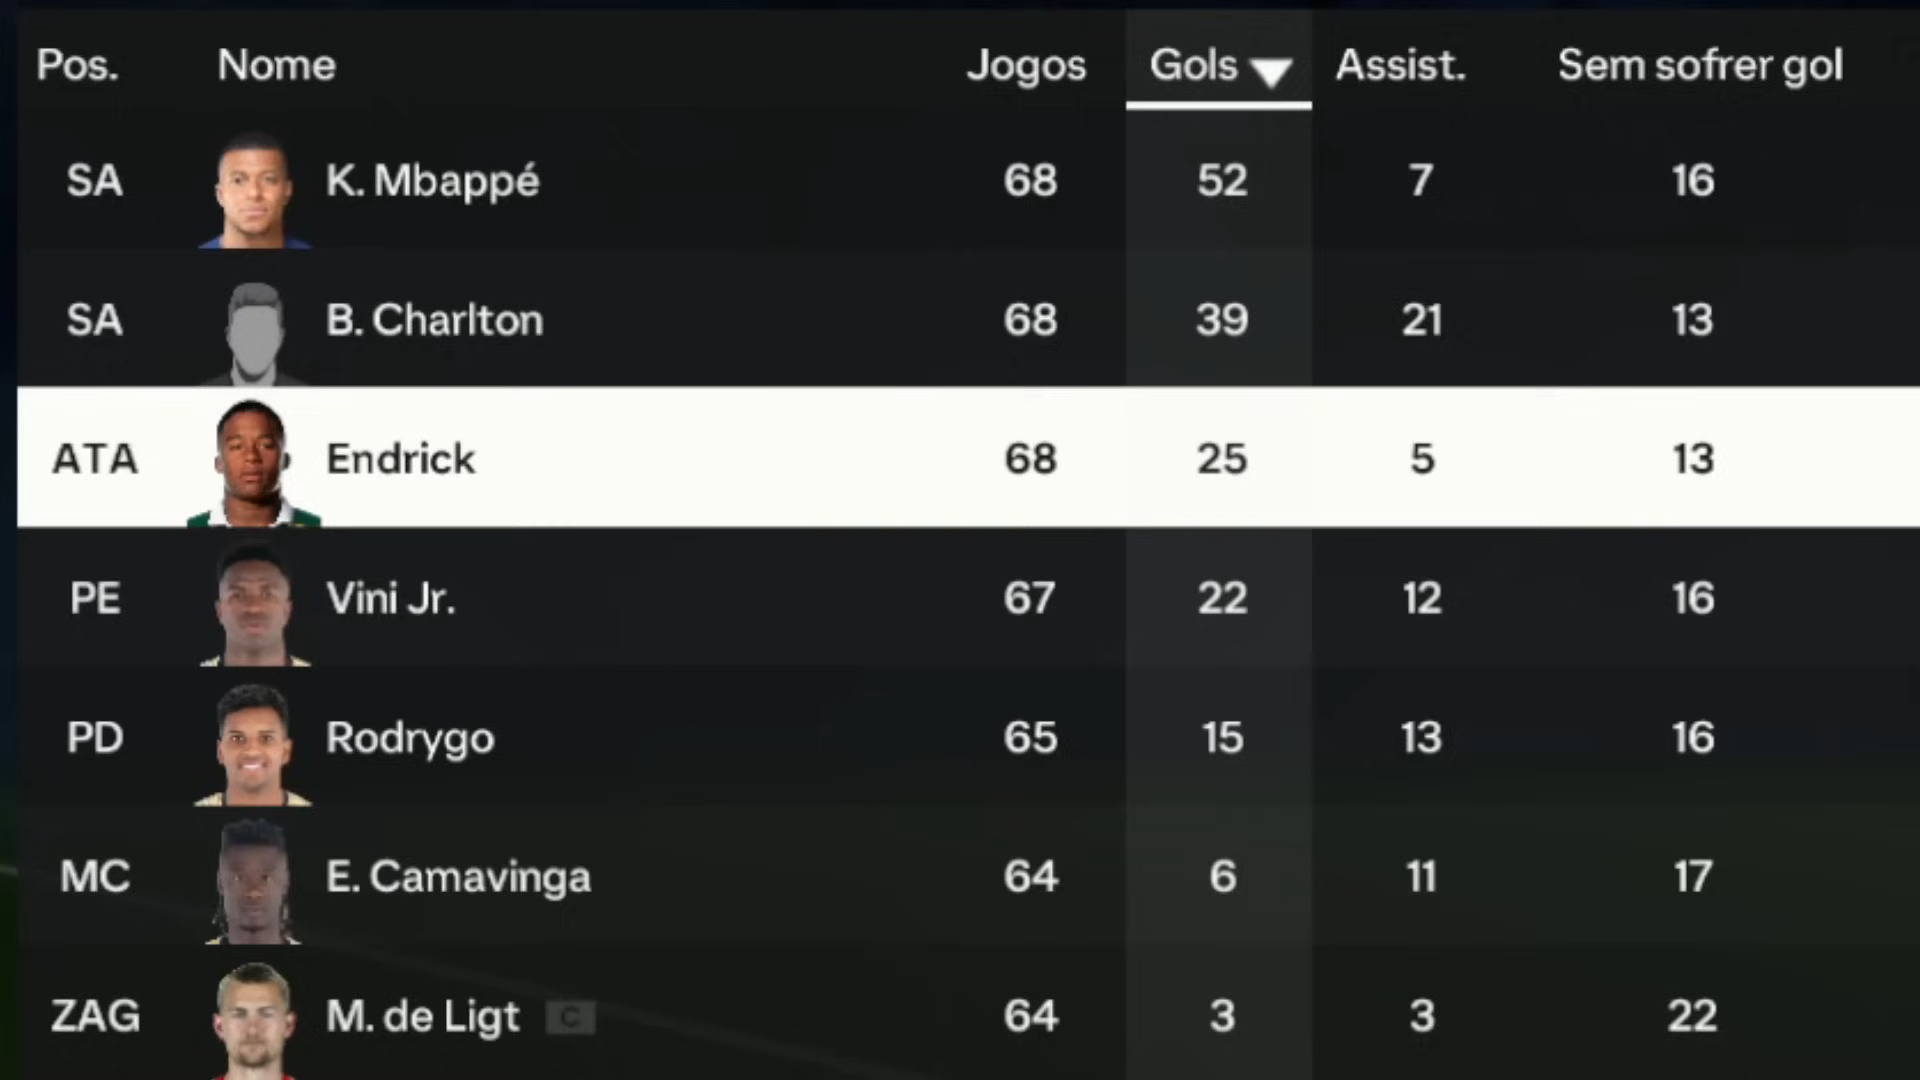 Pos. Nome Jogos Gols Assist. Sem sofrer gol
SA K. Mbappé 68 52 7 16
SA B. Charlton 68 39 21 13
ATA Endrick 68 25 5 13
PE Vini Jr. 67 22 12 16
PD Rodrygo 65 15 13 16
MC E. Camavinga 64 6 11 17
ZAG M. de Ligt C 64 3 3 22